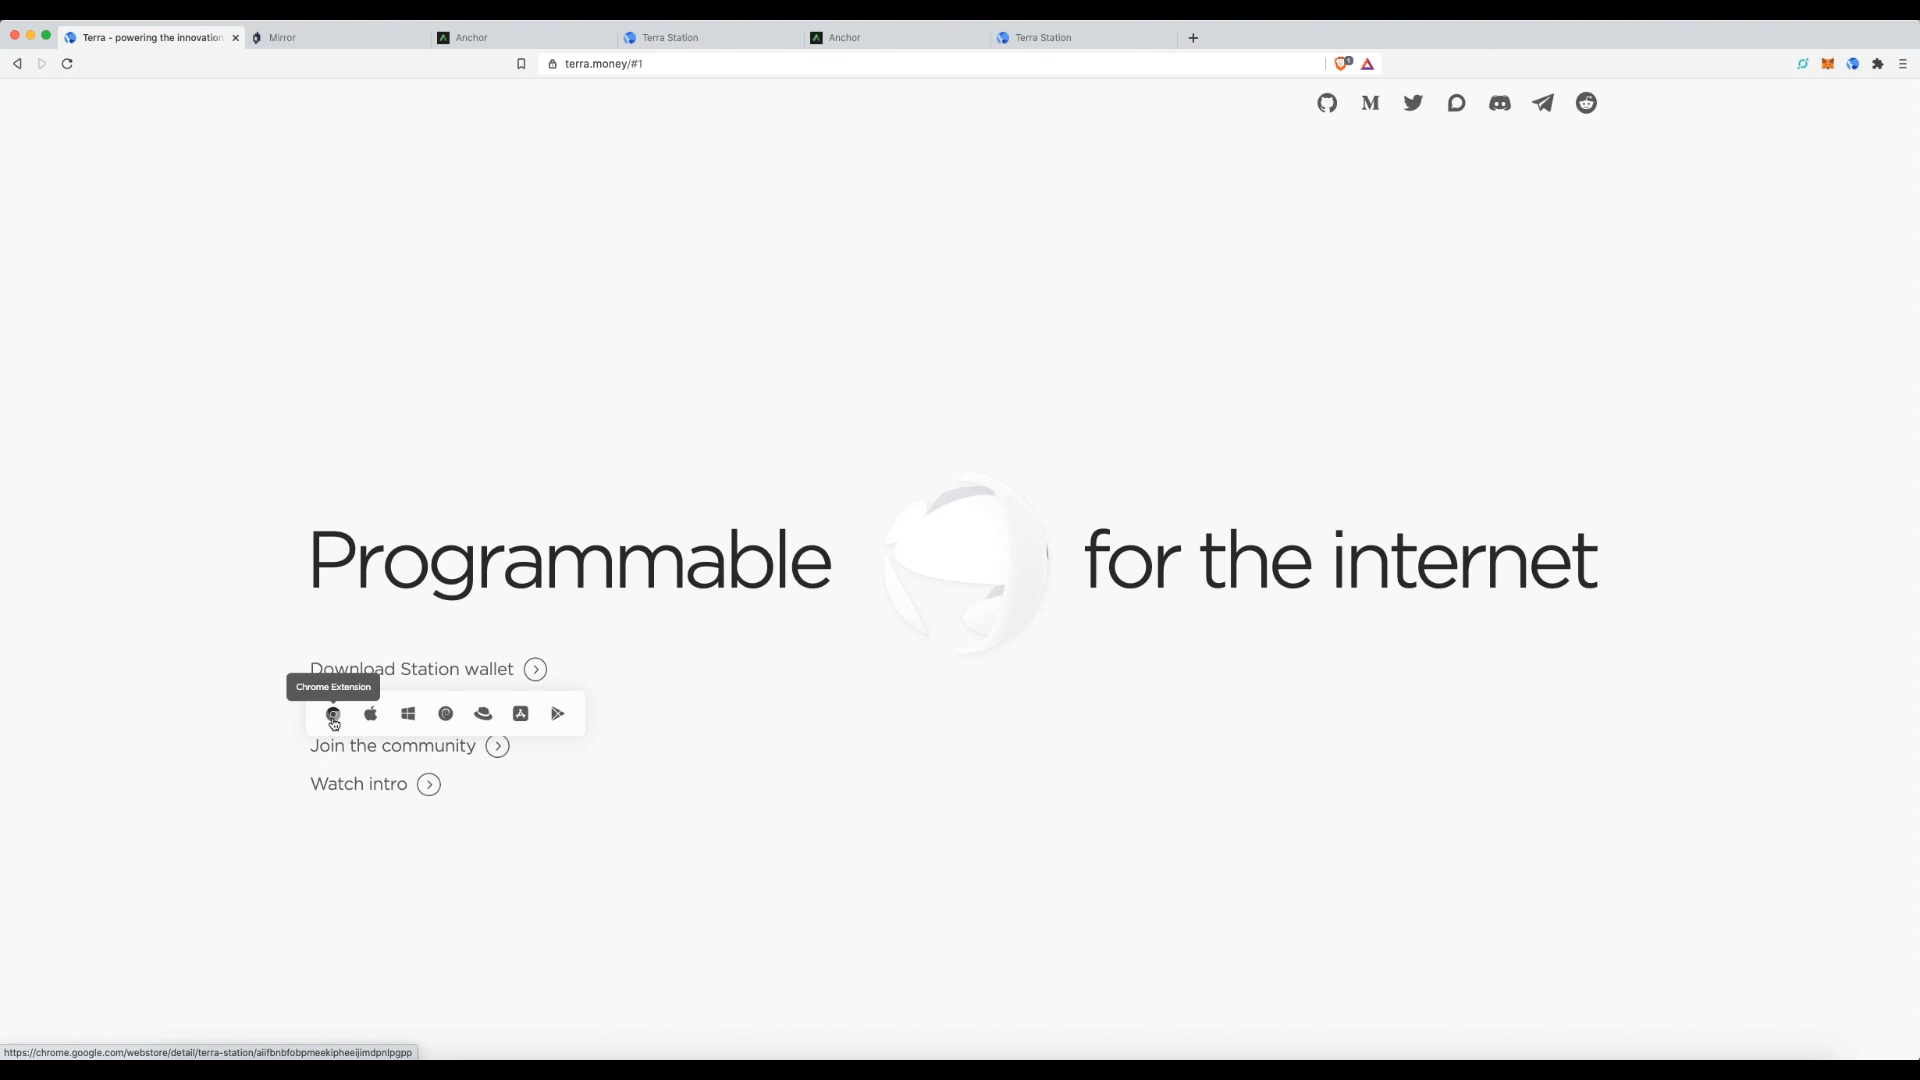 Terra - powering the innovation
Mirror
Anchor
Terra Station
Anchor
Terra Station
terra.money/#1
1
Programmable for the internet
Download Station wallet
Chrome Extension
Join the community
Watch intro
https://chrome.google.com/webstore/detail/terra-station/aiifbnbfobpmeekipheeijimdpnlpgpp